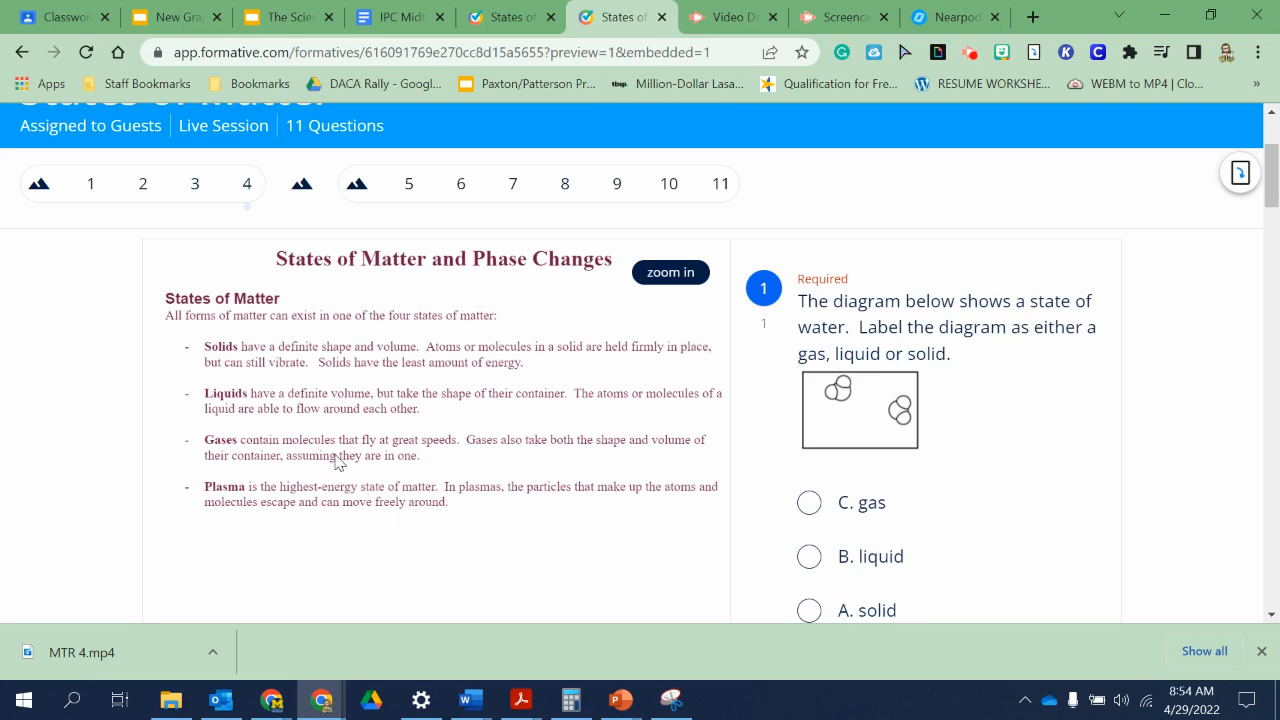 Classwor
New Gra
The Scie
IPC Midt
States of
States of
Video De
Screenca
Nearpod
app.formative.com/formatives/616091769e270cc8d15a5655?preview=1&embedded=1
Apps
Staff Bookmarks
Bookmarks
DACA Rally - Googl...
Paxton/Patterson Pr...
tbsp.
Million-Dollar Lasa...
Qualification for Fre...
RESUME WORKSHE...
WEBM to MP4 | Clo...
»
States of Matter
Assigned to Guests
Live Session
11 Questions
1 2 3 4 5 6 7 8 9 10 11
States of Matter and Phase Changes
zoom in
States of Matter
All forms of matter can exist in one of the four states of matter:
- Solids have a definite shape and volume. Atoms or molecules in a solid are held firmly in place,
but can still vibrate. Solids have the least amount of energy.
- Liquids have a definite volume, but take the shape of their container. The atoms or molecules of a
liquid are able to flow around each other.
- Gases contain molecules that fly at great speeds. Gases also take both the shape and volume of
their container, assuming they are in one.
- Plasma is the highest-energy state of matter. In plasmas, the particles that make up the atoms and
molecules escape and can move freely around.
1
1
Required
The diagram below shows a state of
water. Label the diagram as either a
gas, liquid or solid.
C. gas
B. liquid
A. solid
MTR 4.mp4
Show all
8:54 AM
4/29/2022